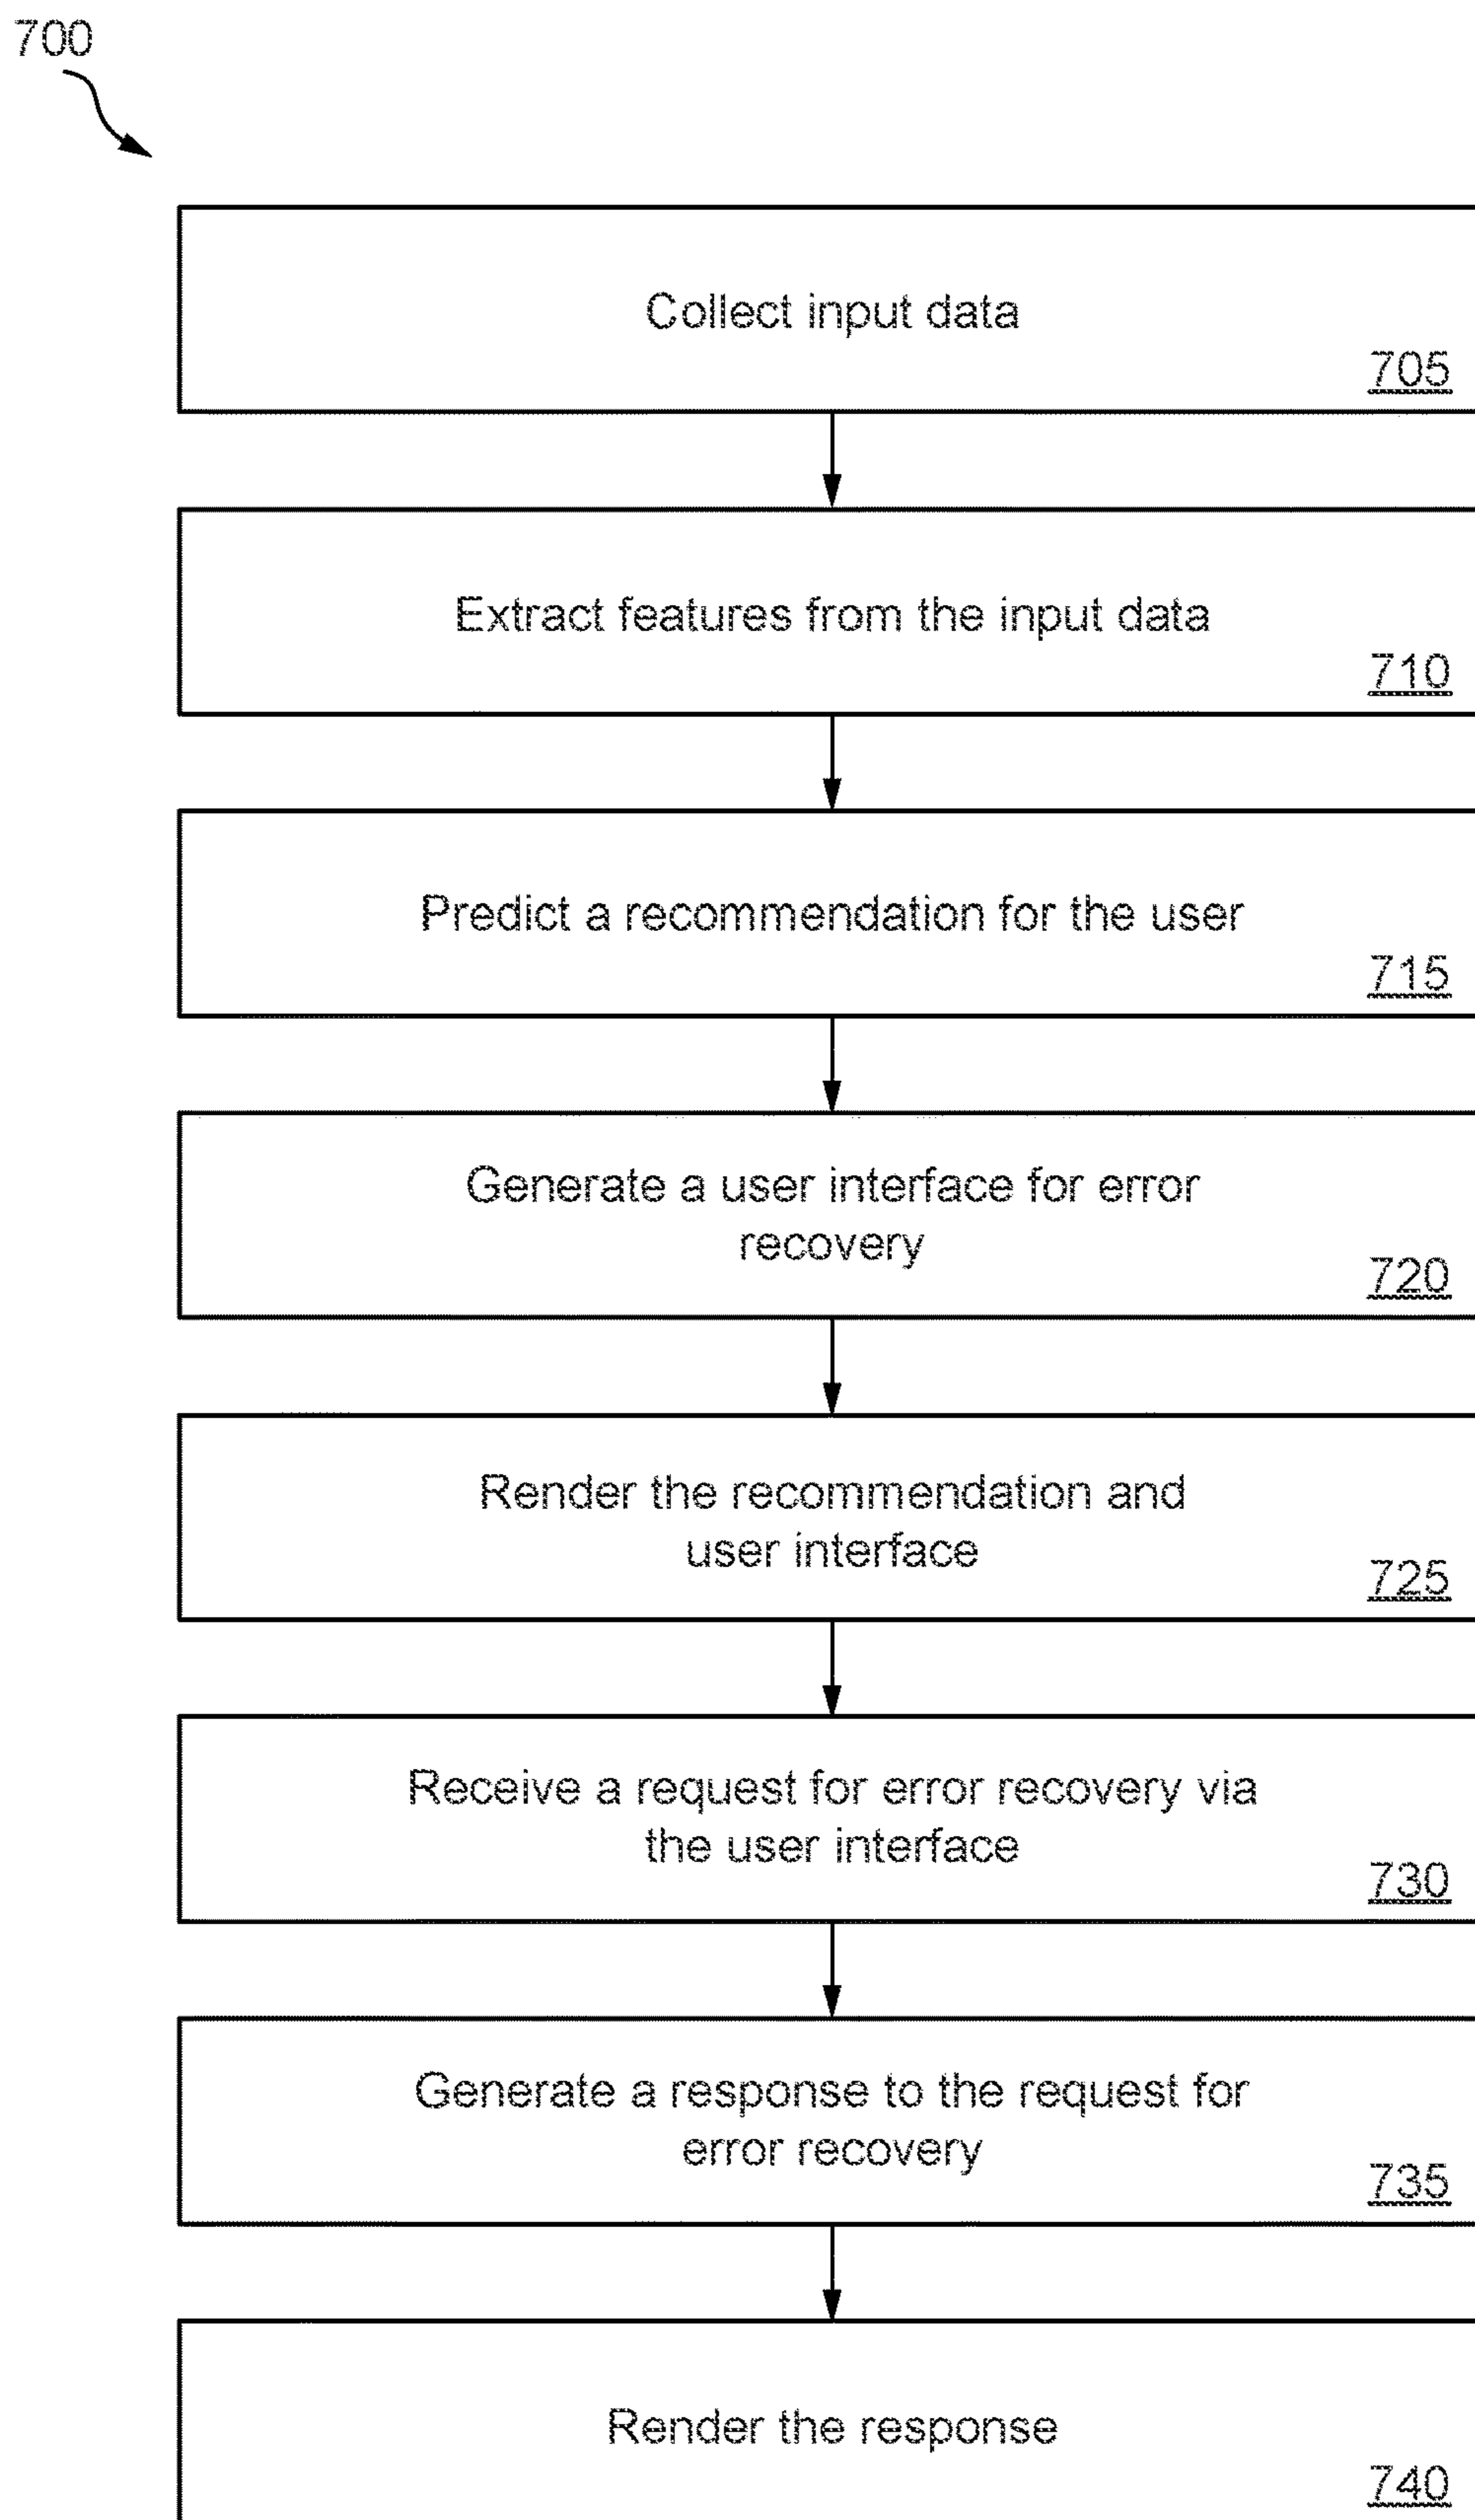 700
Collect input data
705
Extract features from the input data
710
Predict a recommendation for the user
715
Generate a user interface for error
recovery
720
Render the recommendation and
user interface
725
Receive a request for error recovery via
the user interface
730
Generate a response to the request for
error recovery
735
Render the response
740